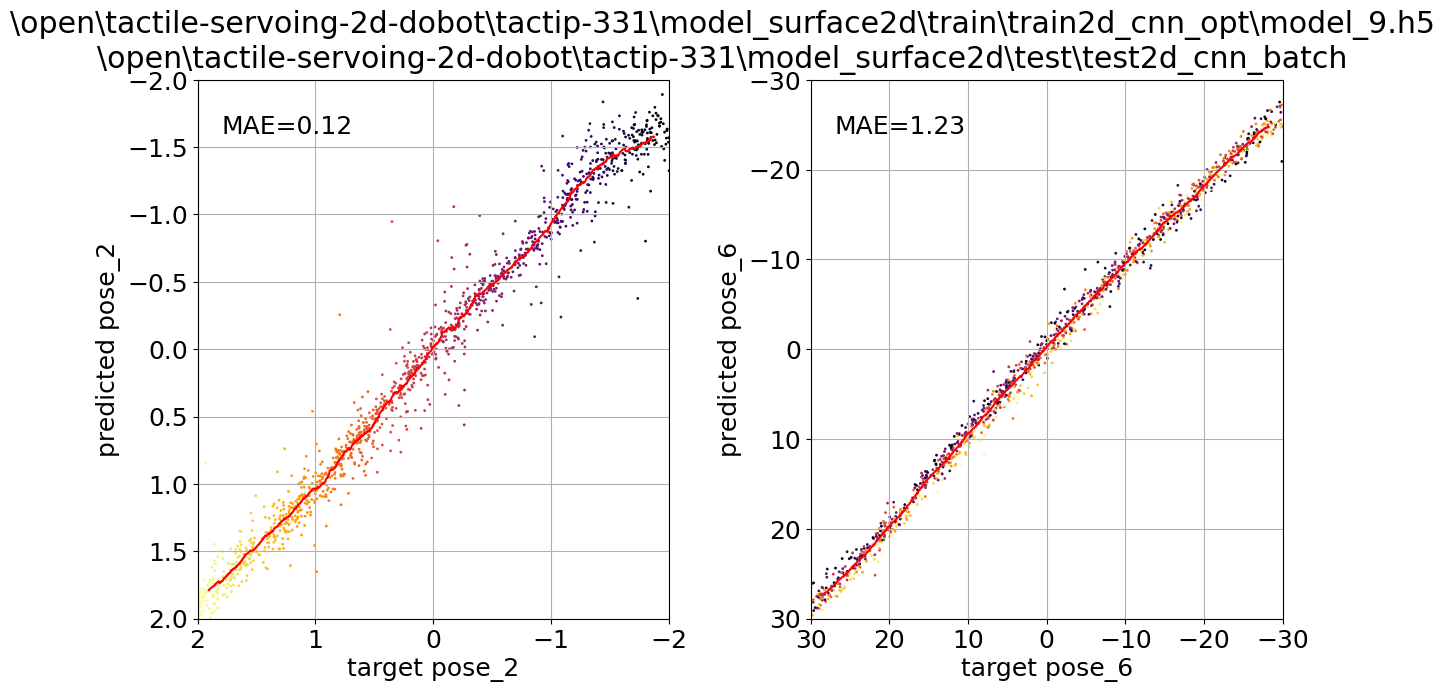 \open\tactile-servoing-2d-dobot\tactip-331\model_surface2d\train\train2d_cnn_opt\model_9.h5
\open\tactile-servoing-2d-dobot\tactip-331\model_surface2d\test\test2d_cnn_batch
MAE=0.12
predicted pose_2
−2.0
−1.5
−1.0
−0.5
0.0
0.5
1.0
1.5
2.0
2 1 0 −1 −2
target pose_2
MAE=1.23
predicted pose_6
−30
−20
−10
0
10
20
30
30 20 10 0 −10 −20 −30
target pose_6